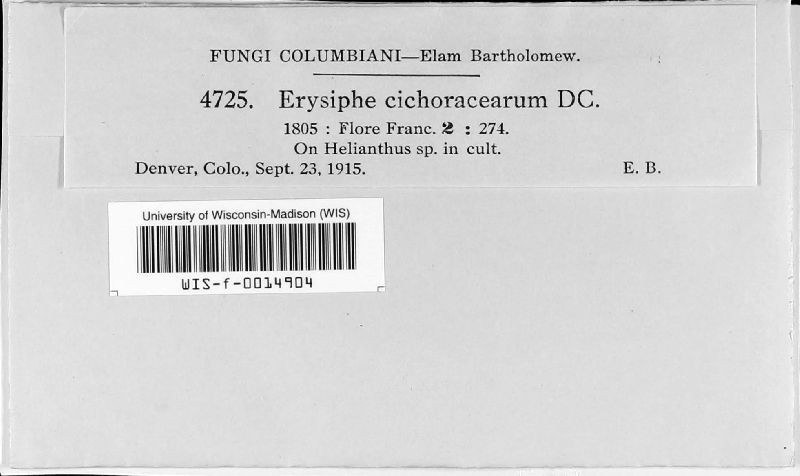 FUNGI COLUMBIANI—Elam Bartholomew.
4725. Erysiphe cichoracearum DC.
1805 : Flore Franc. 2 : 274.
On Helianthus sp. in cult.
Denver, Colo., Sept. 23, 1915. E. B.
University of Wisconsin-Madison (WIS)
WIS-f-0014904